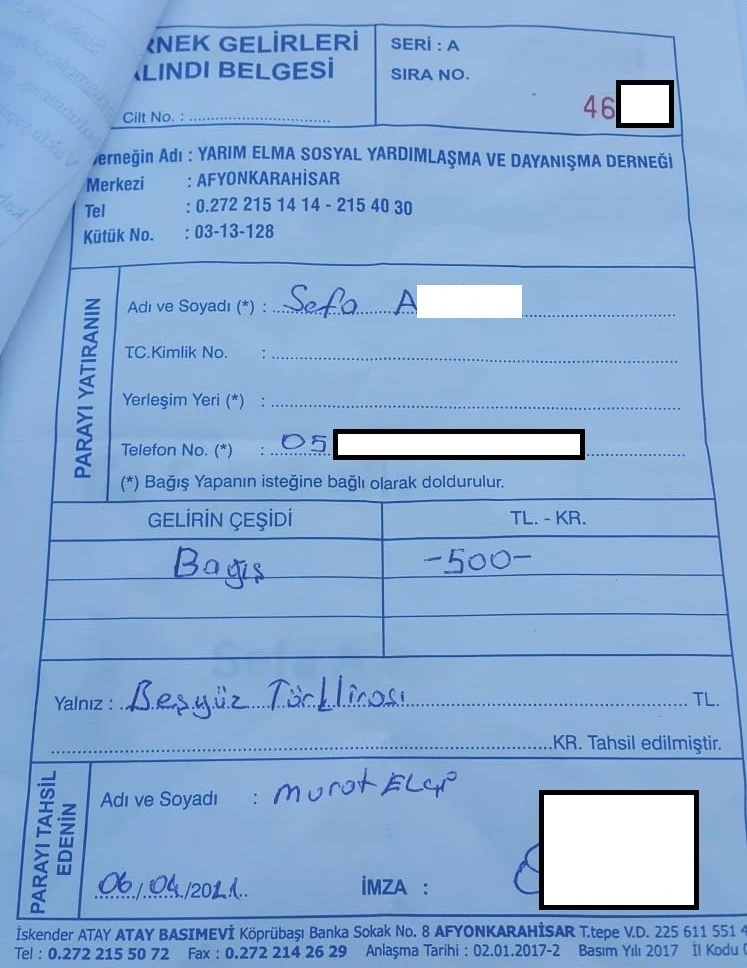 RNEK GELİRLERİ
LINDI BELGESİ
Cilt No. :
SERİ : A
SIRA NO.
46
erneğin Adı : YARIM ELMA SOSYAL YARDIMLAŞMA VE DAYANIŞMA DERNEĞİ
Merkezi : AFYONKARAHİSAR
Tel : 0.272 215 14 14 - 215 40 30
Kütük No. : 03-13-128
PARAYI YATIRANIN
Adı ve Soyadı (*) : Sefa A
TC.Kimlik No. :
Yerleşim Yeri (*) :
Telefon No. (*) : 05
(*) Bağış Yapanın isteğine bağlı olarak doldurulur.
GELİRİN ÇEŞİDİ TL. - KR.
Bağış -500-
Yalnız : Beşyüz Türklirası TL.
KR. Tahsil edilmiştir.
PARAYI TAHSİL EDENİN
Adı ve Soyadı : Murat
06/04/2021 İMZA :
İskender ATAY ATAY BASIMEVİ Köprübaşı Banka Sokak No. 8 AFYONKARAHİSAR T.tepe V.D. 225 611 551 4
Tel : 0.272 215 50 72 Fax : 0.272 214 26 29 Anlaşma Tarihi : 02.01.2017-2 Basım Yılı 2017 İl Kodu